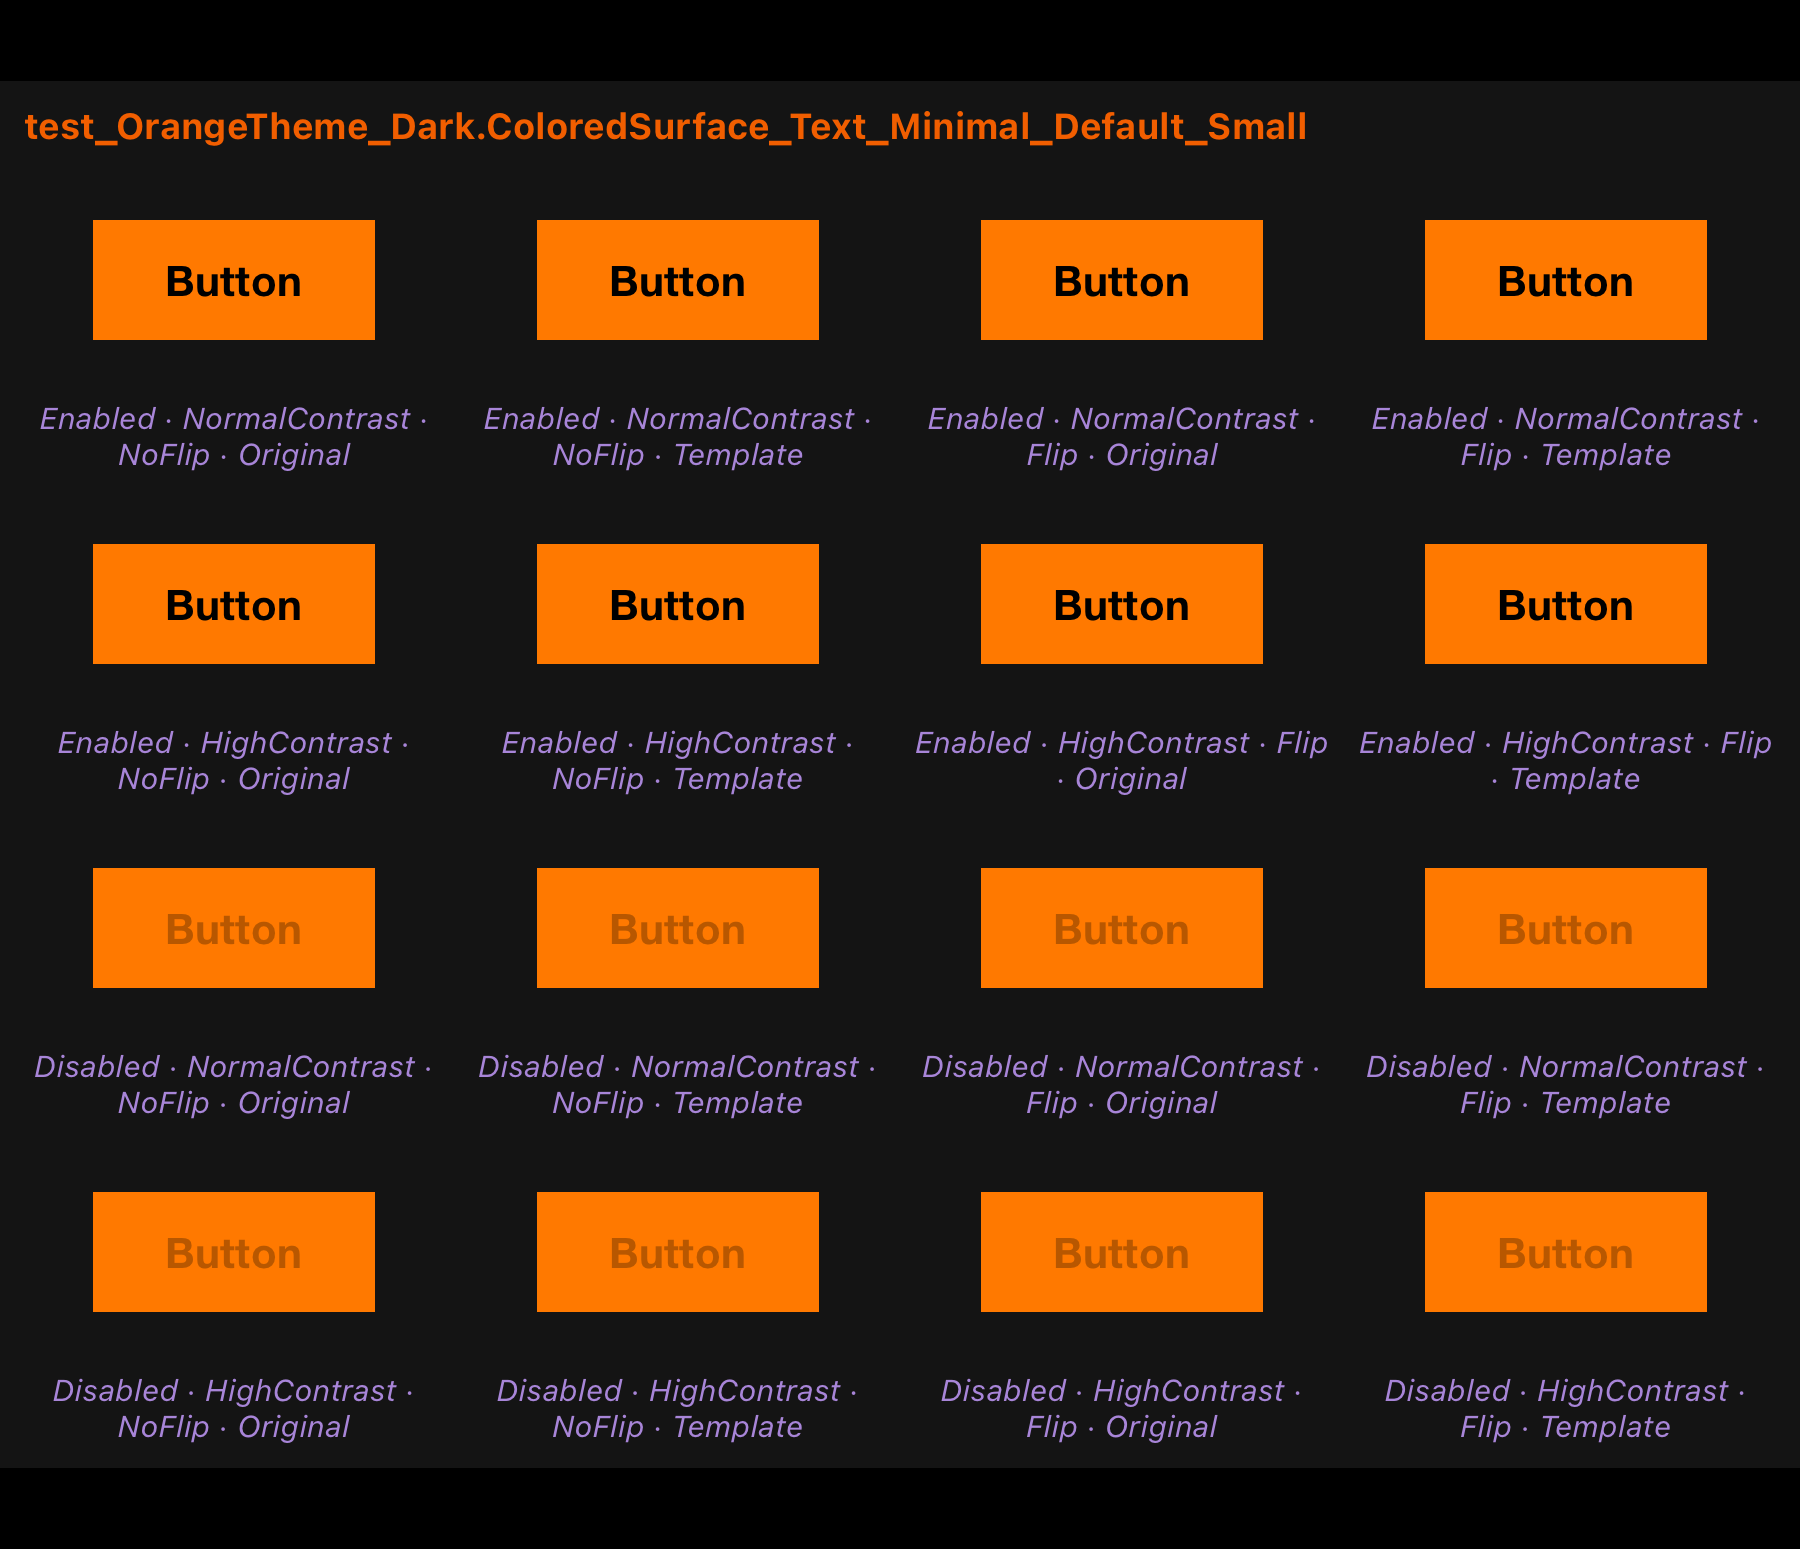 test_OrangeTheme_Dark.ColoredSurface_Text_Minimal_Default_Small
Button Button Button Button
Enabled · NormalContrast · Enabled · NormalContrast · Enabled · NormalContrast · Enabled · NormalContrast ·
NoFlip · Original NoFlip · Template Flip · Original Flip · Template
Button Button Button Button
Enabled · HighContrast · Enabled · HighContrast · Enabled · HighContrast · Flip Enabled · HighContrast · Flip
NoFlip · Original NoFlip · Template · Original · Template
Button Button Button Button
Disabled · NormalContrast · Disabled · NormalContrast · Disabled · NormalContrast · Disabled · NormalContrast ·
NoFlip · Original NoFlip · Template Flip · Original Flip · Template
Button Button Button Button
Disabled · HighContrast · Disabled · HighContrast · Disabled · HighContrast · Disabled · HighContrast ·
NoFlip · Original NoFlip · Template Flip · Original Flip · Template